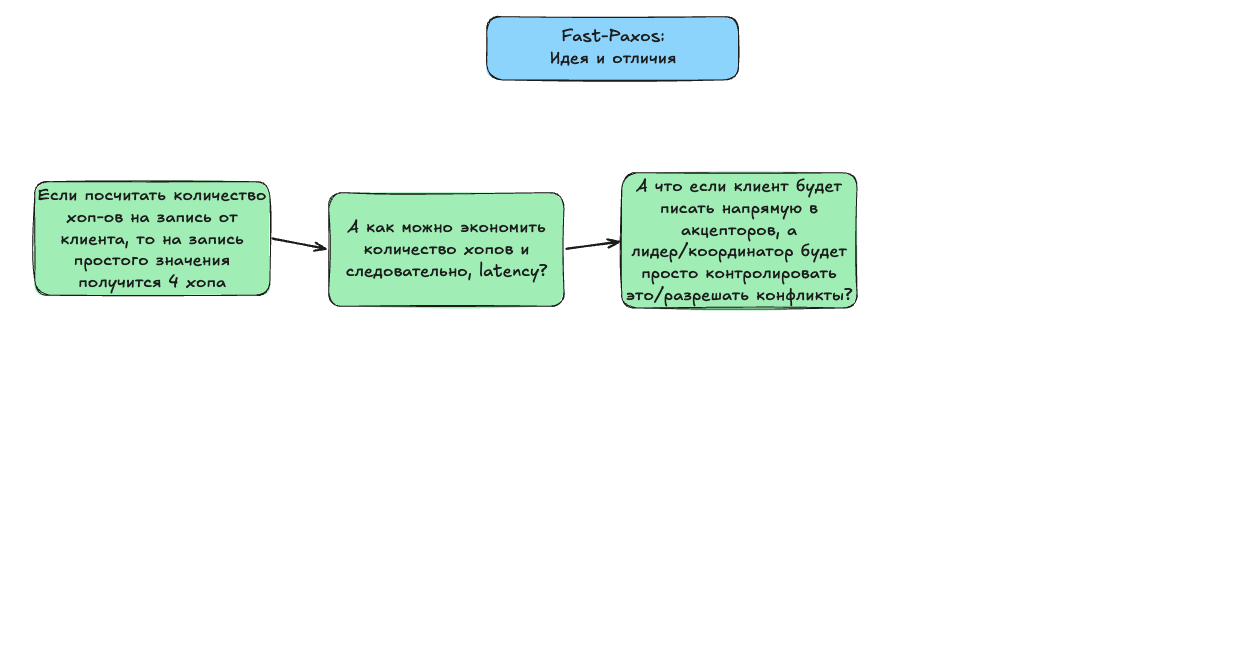 Fast-Paxos:
Идея и отличия
Если посчитать количество
хоп-ов на запись от
клиента, то на запись
простого значения
получится 4 хопа
А как можно экономить
количество хопов и
следовательно, latency?
А что если клиент будет
писать напрямую в
акцепторов, а
лидер/координатор будет
просто контролировать
это/разрешать конфликты?